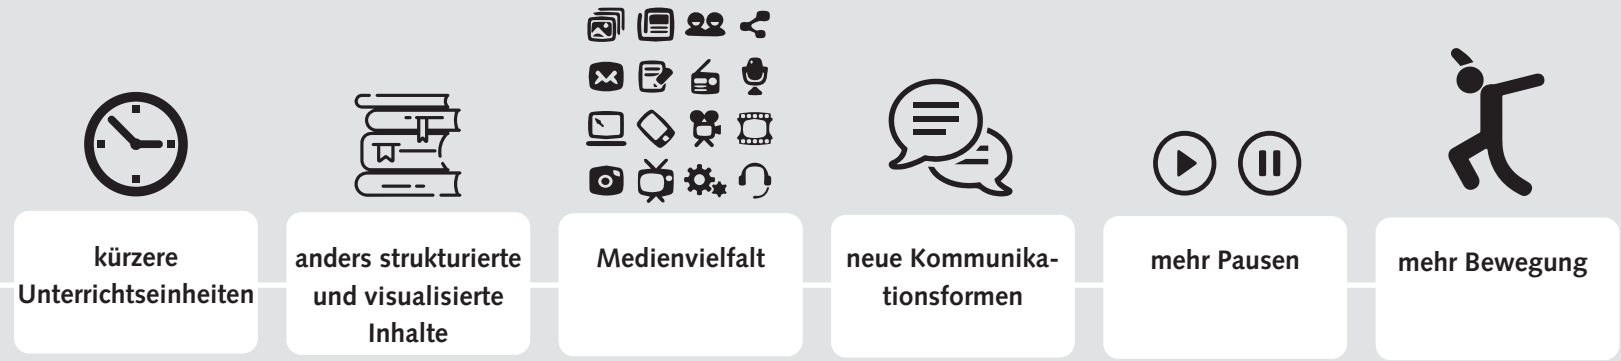 kürzere
Unterrichtseinheiten
anders strukturierte
und visualisierte
Inhalte
Medienvielfalt
neue Kommunika-
tionsformen
mehr Pausen
mehr Bewegung